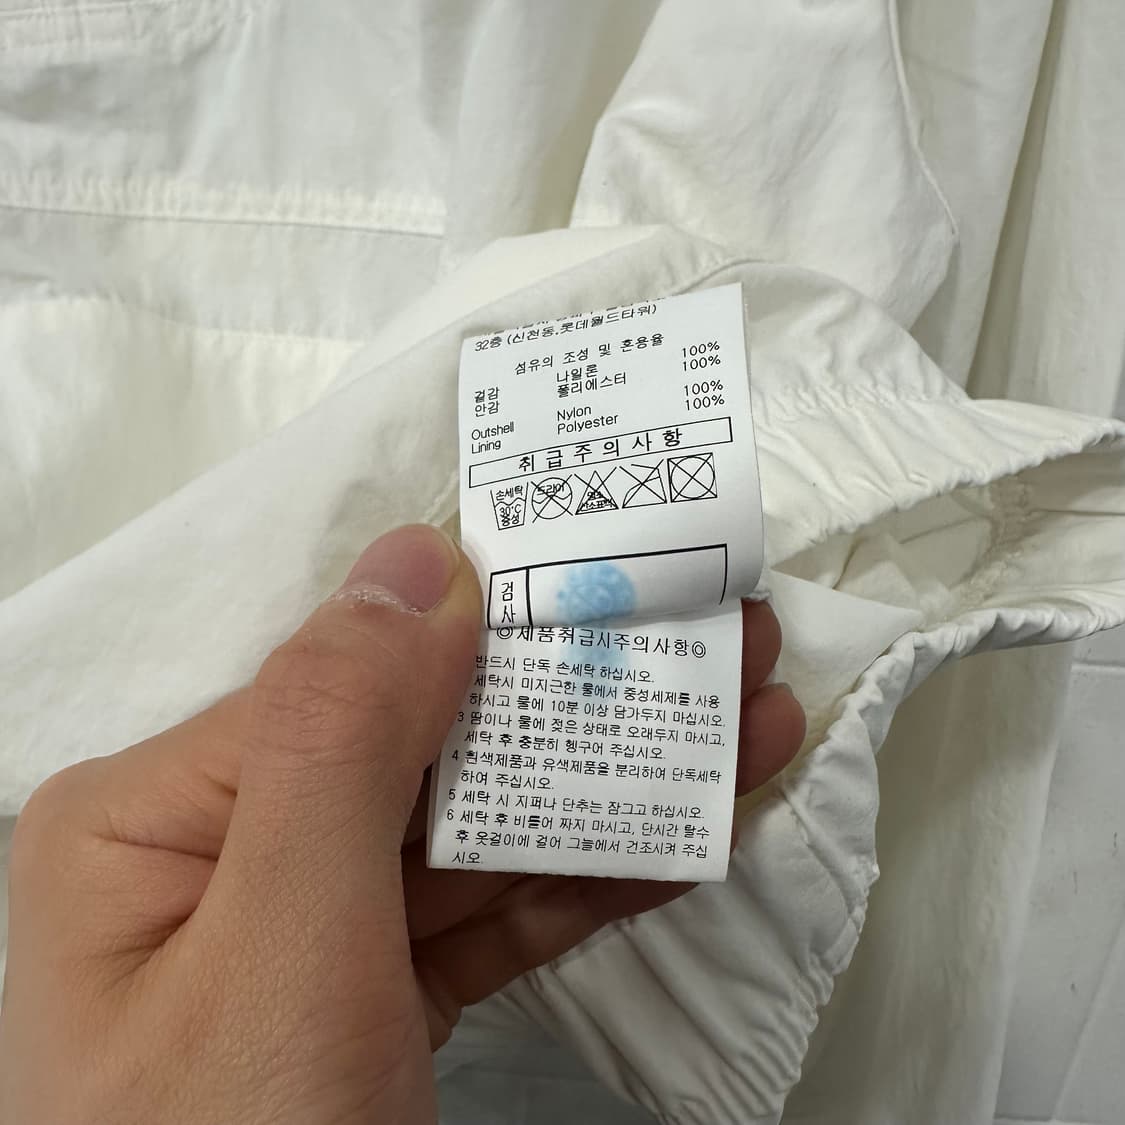 32층 (신천동,롯데월드타워)
섬유의 조성 및 혼용율
겉감 나일론 100%
안감 폴리에스터 100%
Outshell Nylon 100%
Lining Polyester 100%
취급주의사항
손세탁 30°C 중성
드라이
염소
산소표백
검사
◎제품취급시주의사항◎
반드시 단독 손세탁 하십시오.
세탁시 미지근한 물에서 중성세제를 사용
하시고 물에 10분 이상 담가두지 마십시오.
3 땀이나 물에 젖은 상태로 오래두지 마시고,
세탁 후 충분히 헹구어 주십시오.
4 흰색제품과 유색제품을 분리하여 단독세탁
하여 주십시오.
5 세탁 시 지퍼나 단추는 잠그고 하십시오.
6 세탁 후 비틀어 짜지 마시고, 단시간 탈수
후 옷걸이에 걸어 그늘에서 건조시켜 주십
시오.